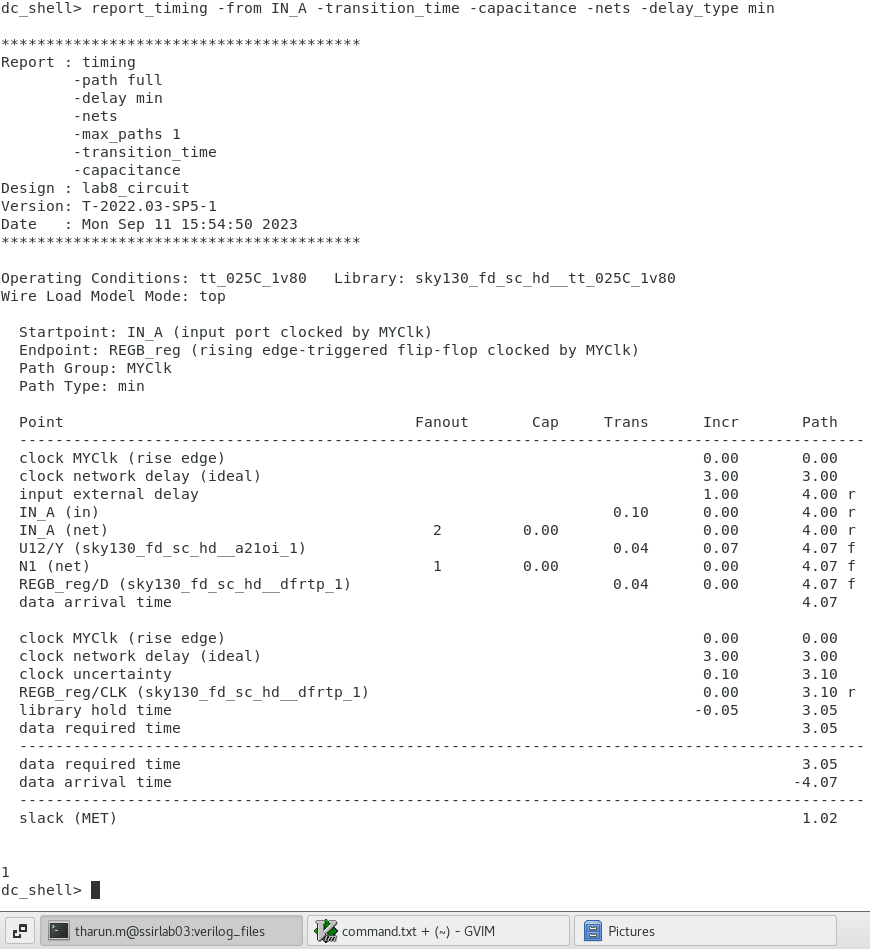 dc_shell> report_timing -from IN_A -transition_time -capacitance -nets -delay_type min
****************************************
Report : timing
        -path full
        -delay min
        -nets
        -max_paths 1
        -transition_time
        -capacitance
Design : lab8_circuit
Version: T-2022.03-SP5-1
Date   : Mon Sep 11 15:54:50 2023
****************************************
Operating Conditions: tt_025C_1v80   Library: sky130_fd_sc_hd__tt_025C_1v80
Wire Load Model Mode: top
  Startpoint: IN_A (input port clocked by MYClk)
  Endpoint: REGB_reg (rising edge-triggered flip-flop clocked by MYClk)
  Path Group: MYClk
  Path Type: min
  Point                                       Fanout       Cap     Trans      Incr       Path
  ----------------------------------------------------------------------------------------------
  clock MYClk (rise edge)                                                     0.00       0.00
  clock network delay (ideal)                                                 3.00       3.00
  input external delay                                                        1.00       4.00 r
  IN_A (in)                                                         0.10      0.00       4.00 r
  IN_A (net)                                    2         0.00                0.00       4.00 r
  U12/Y (sky130_fd_sc_hd__a21oi_1)                                  0.04      0.07       4.07 f
  N1 (net)                                      1         0.00                0.00       4.07 f
  REGB_reg/D (sky130_fd_sc_hd__dfrtp_1)                             0.04      0.00       4.07 f
  data arrival time                                                                      4.07
  clock MYClk (rise edge)                                                     0.00       0.00
  clock network delay (ideal)                                                 3.00       3.00
  clock uncertainty                                                           0.10       3.10
  REGB_reg/CLK (sky130_fd_sc_hd__dfrtp_1)                                     0.00       3.10 r
  library hold time                                                          -0.05       3.05
  data required time                                                                     3.05
  ----------------------------------------------------------------------------------------------
  data required time                                                                     3.05
  data arrival time                                                                     -4.07
  ----------------------------------------------------------------------------------------------
  slack (MET)                                                                            1.02
1
dc_shell>
tharun.m@ssirlab03:verilog_files
command.txt + (~) - GVIM
Pictures